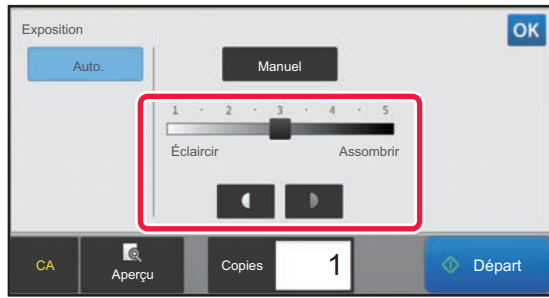 Exposition
OK
Auto.
Manuel
1 · 2 · 3 · 4 · 5
Éclaircir
Assombrir
CA
Aperçu
Copies
1
Départ